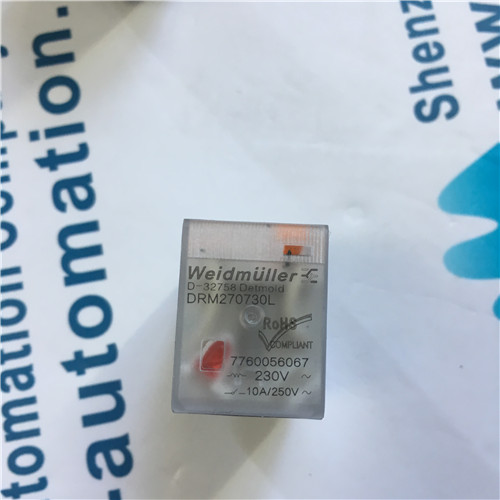 Weidmüller
D-32758 Detmold
DRM270730L
RoHS
COMPLIANT
7760056067
230V
10A/250V
automation.
Shenz